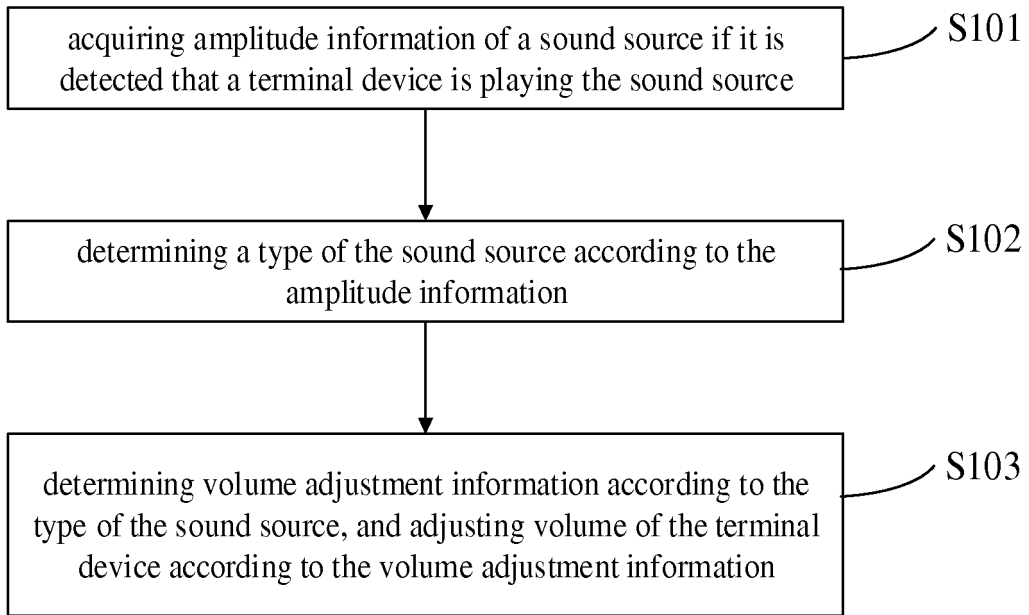 acquiring amplitude information of a sound source if it is
detected that a terminal device is playing the sound source
S101
determining a type of the sound source according to the
amplitude information
S102
determining volume adjustment information according to the
type of the sound source, and adjusting volume of the terminal
device according to the volume adjustment information
S103